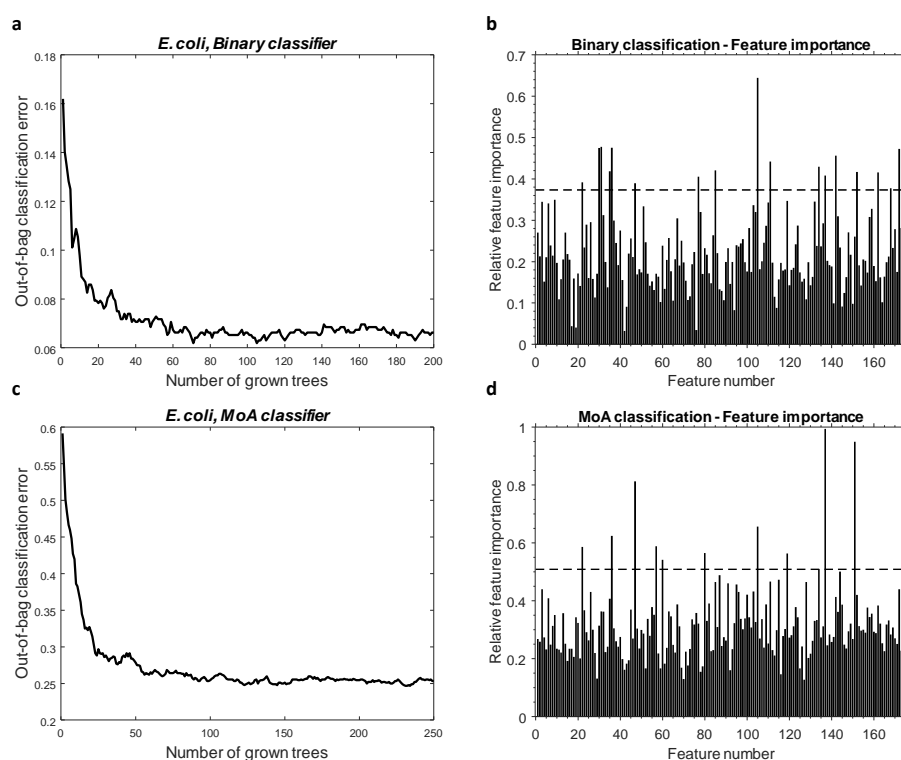 a
E. coli, Binary classifier
0.18
0.16
0.14
0.12
0.1
0.08
0.06
0 20 40 60 80 100 120 140 160 180 200
Out-of-bag classification error
Number of grown trees
b
Binary classification - Feature importance
0.7
0.6
0.5
0.4
0.3
0.2
0.1
0
0 20 40 60 80 100 120 140 160
Relative feature importance
Feature number
c
E. coli, MoA classifier
0.6
0.55
0.5
0.45
0.4
0.35
0.3
0.25
0.2
0 50 100 150 200 250
Out-of-bag classification error
Number of grown trees
d
MoA classification - Feature importance
1
0.8
0.6
0.4
0.2
0
0 20 40 60 80 100 120 140 160
Relative feature importance
Feature number